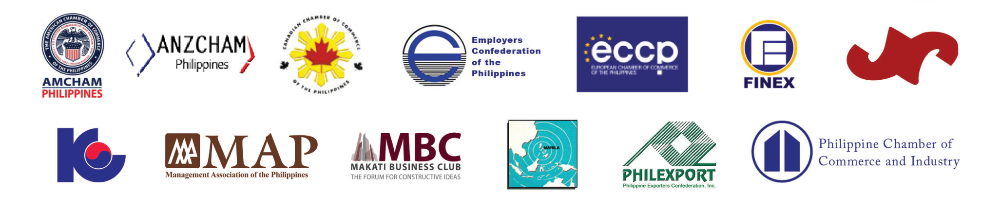 THE AMERICAN CHAMBER OF COMMERCE
OF THE PHILIPPINES
AMCHAM
PHILIPPINES
ANZCHAM
Philippines
CANADIAN CHAMBER OF COMMERCE
OF THE PHILIPPINES
Employers
Confederation
of the
Philippines
eccp
EUROPEAN CHAMBER OF COMMERCE
OF THE PHILIPPINES
FINEX
MAP
Management Association of the Philippines
MBC
MAKATI BUSINESS CLUB
THE FORUM FOR CONSTRUCTIVE IDEAS
MANILA
PHILEXPORT
Philippine Exporters Confederation, Inc.
Philippine Chamber of
Commerce and Industry